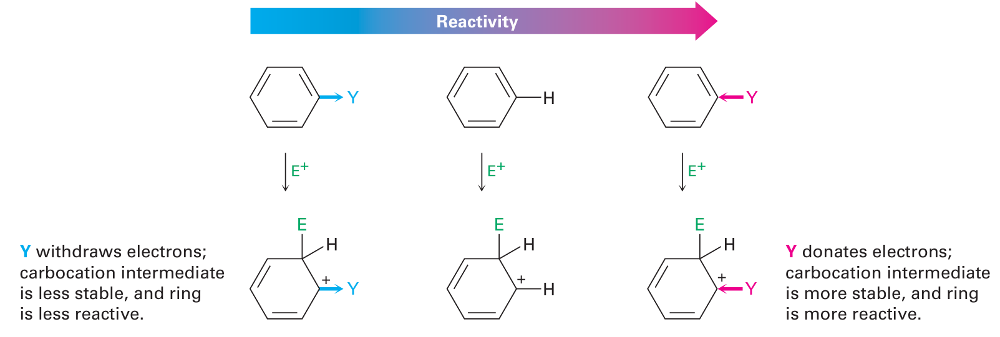 Reactivity
Y
H
Y
E+
E+
E+
E
H
+
Y
E
H
+
H
E
H
+
Y
Y withdraws electrons;
carbocation intermediate
is less stable, and ring
is less reactive.
Y donates electrons;
carbocation intermediate
is more stable, and ring
is more reactive.